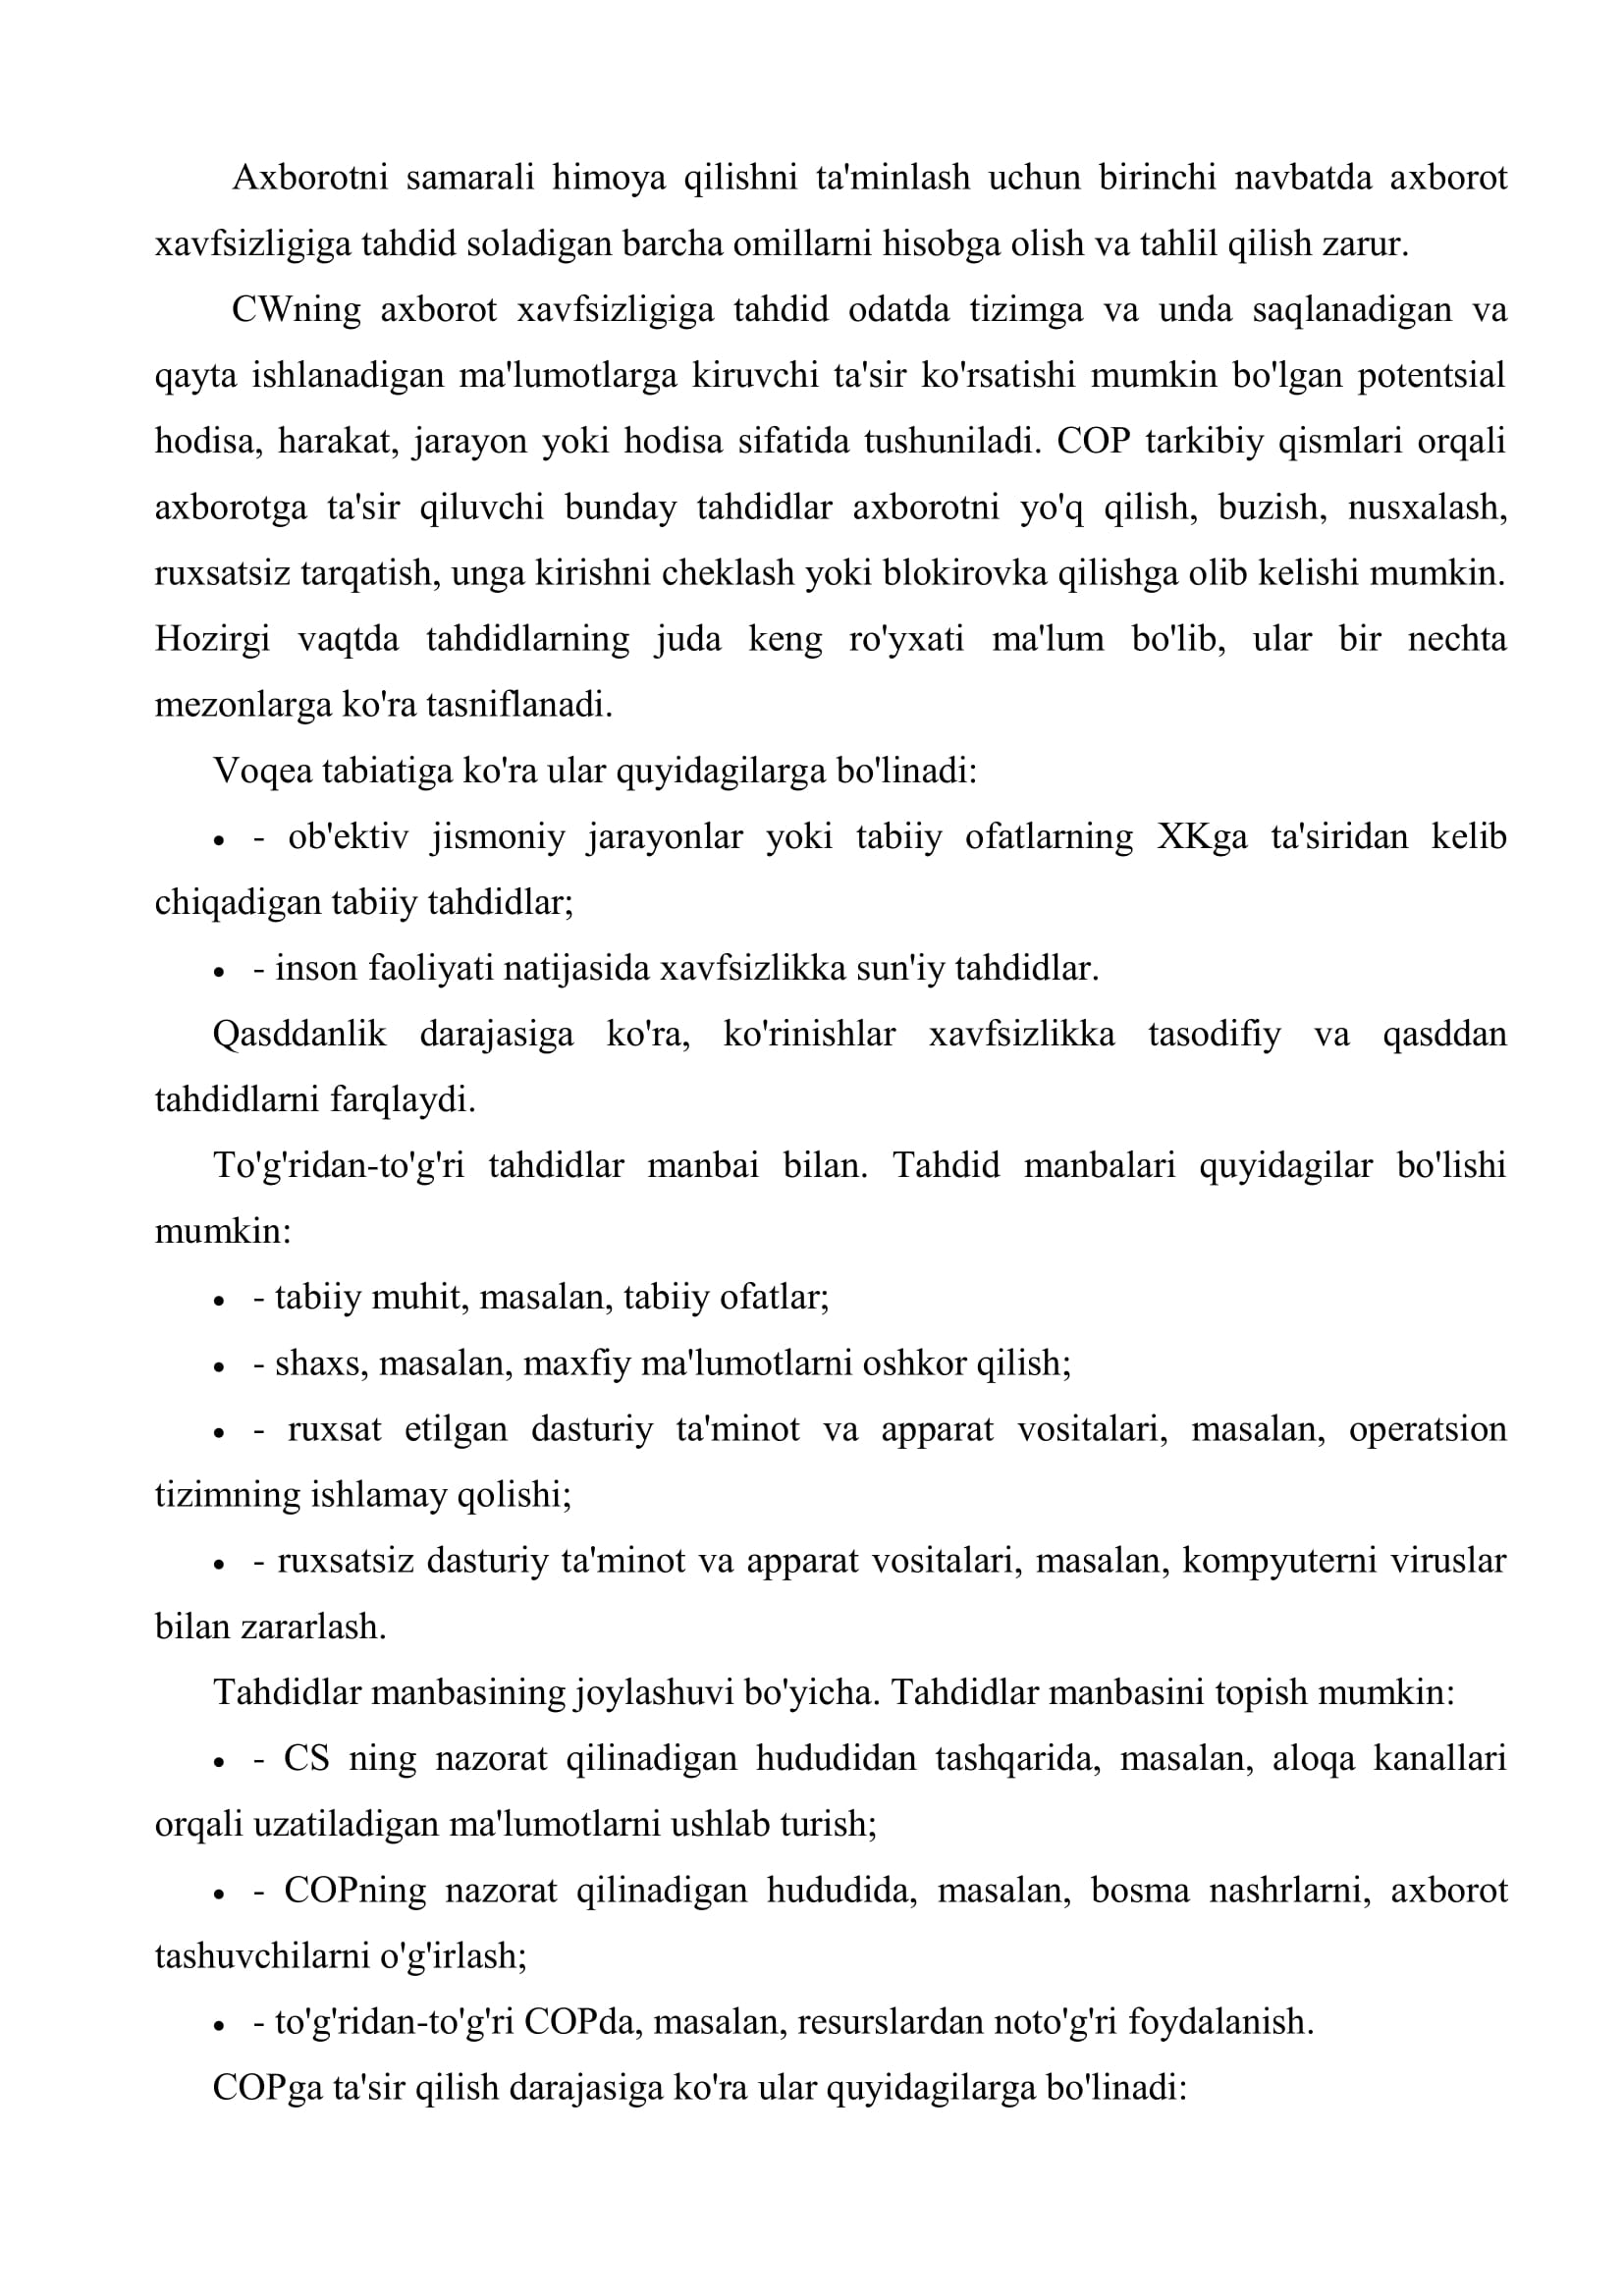 Axborotni samarali himoya qilishni ta'minlash uchun birinchi navbatda axborot
xavfsizligiga tahdid soladigan barcha omillarni hisobga olish va tahlil qilish zarur.
CWning axborot xavfsizligiga tahdid odatda tizimga va unda saqlanadigan va
qayta ishlanadigan ma'lumotlarga kiruvchi ta'sir ko'rsatishi mumkin bo'lgan potentsial
hodisa, harakat, jarayon yoki hodisa sifatida tushuniladi. COP tarkibiy qismlari orqali
axborotga ta'sir qiluvchi bunday tahdidlar axborotni yo'q qilish, buzish, nusxalash,
ruxsatsiz tarqatish, unga kirishni cheklash yoki blokirovka qilishga olib kelishi mumkin.
Hozirgi vaqtda tahdidlarning juda keng ro'yxati ma'lum bo'lib, ular bir nechta
mezonlarga ko'ra tasniflanadi.
Voqea tabiatiga ko'ra ular quyidagilarga bo'linadi:
• - ob'ektiv jismoniy jarayonlar yoki tabiiy ofatlarning XKga ta'siridan kelib
chiqadigan tabiiy tahdidlar;
• - inson faoliyati natijasida xavfsizlikka sun'iy tahdidlar.
Qasddanlik darajasiga ko'ra, ko'rinishlar xavfsizlikka tasodifiy va qasddan
tahdidlarni farqlaydi.
To'g'ridan-to'g'ri tahdidlar manbai bilan. Tahdid manbalari quyidagilar bo'lishi
mumkin:
• - tabiiy muhit, masalan, tabiiy ofatlar;
• - shaxs, masalan, maxfiy ma'lumotlarni oshkor qilish;
• - ruxsat etilgan dasturiy ta'minot va apparat vositalari, masalan, operatsion
tizimning ishlamay qolishi;
• - ruxsatsiz dasturiy ta'minot va apparat vositalari, masalan, kompyuterni viruslar
bilan zararlash.
Tahdidlar manbasining joylashuvi bo'yicha. Tahdidlar manbasini topish mumkin:
• - CS ning nazorat qilinadigan hududidan tashqarida, masalan, aloqa kanallari
orqali uzatiladigan ma'lumotlarni ushlab turish;
• - COPning nazorat qilinadigan hududida, masalan, bosma nashrlarni, axborot
tashuvchilarni o'g'irlash;
• - to'g'ridan-to'g'ri COPda, masalan, resurslardan noto'g'ri foydalanish.
COPga ta'sir qilish darajasiga ko'ra ular quyidagilarga bo'linadi: